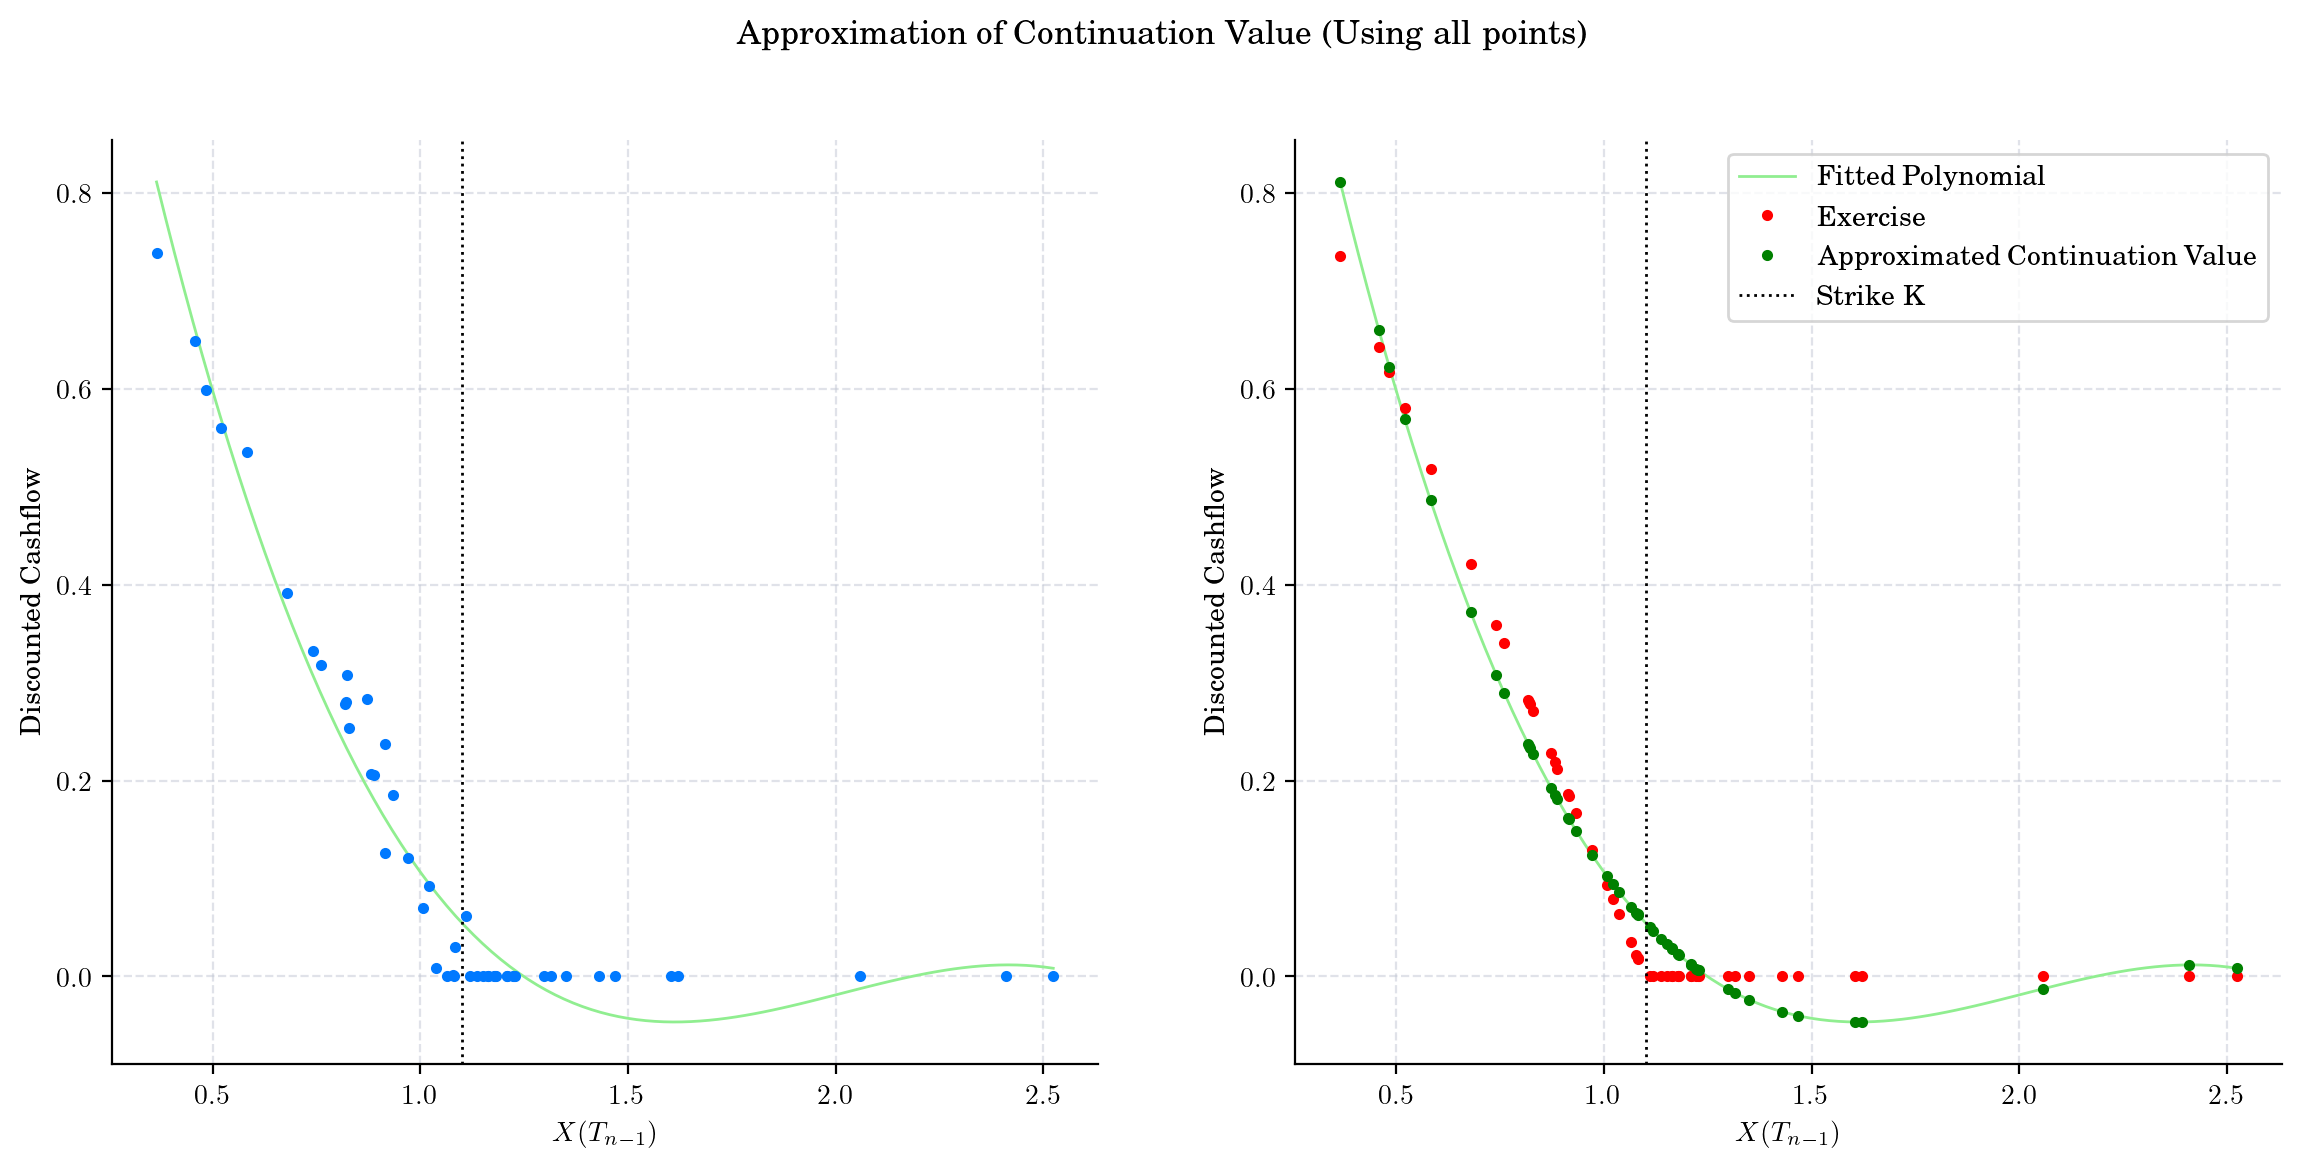 Approximation of Continuation Value (Using all points)
Discounted Cashflow
0.8
0.6
0.4
0.2
0.0
0.5
1.0
1.5
2.0
2.5
X(Tₙ₋₁)
Discounted Cashflow
0.8
0.6
0.4
0.2
0.0
0.5
1.0
1.5
2.0
2.5
X(Tₙ₋₁)
Fitted Polynomial
Exercise
Approximated Continuation Value
Strike K